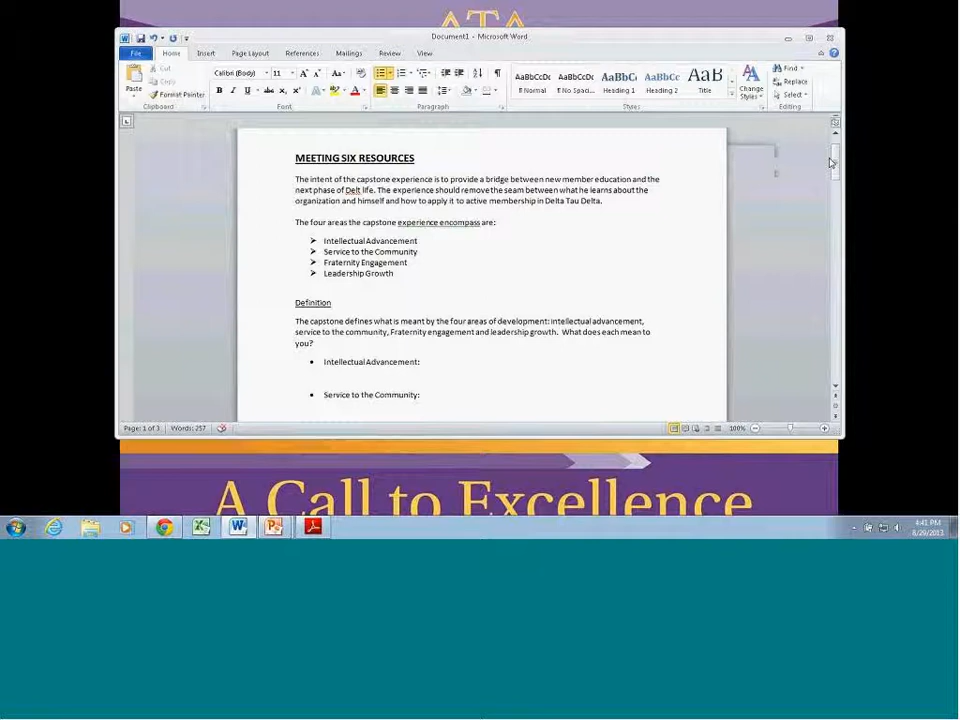 ΔΤΔ
Document1 - Microsoft Word
File Home Insert Page Layout References Mailings Review View
Cut
Copy
Paste
Format Painter
Calibri (Body) 11
AaBbCcDc AaBbCcDc AaBbC AaBbCc AaB
¶ Normal ¶ No Spaci... Heading 1 Heading 2 Title
Change
Styles
Find
Replace
Select
Clipboard Font Paragraph Styles Editing
MEETING SIX RESOURCES
The intent of the capstone experience is to provide a bridge between new member education and the
next phase of Delt life. The experience should remove the seam between what he learns about the
organization and himself and how to apply it to active membership in Delta Tau Delta.
The four areas the capstone experience encompass are:
➢ Intellectual Advancement
➢ Service to the Community
➢ Fraternity Engagement
➢ Leadership Growth
Definition
The capstone defines what is meant by the four areas of development: intellectual advancement,
service to the community, Fraternity engagement and leadership growth. What does each mean to
you?
• Intellectual Advancement:
• Service to the Community:
Page: 1 of 3 Words: 257
100%
A Call to Excellence
4:41 PM
8/29/2013